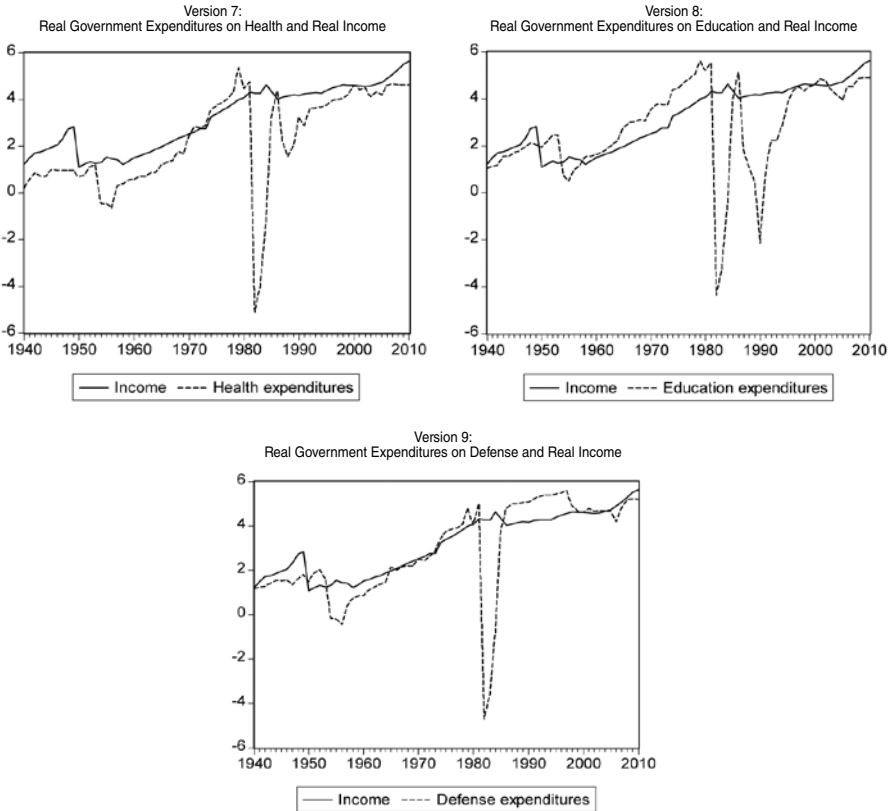 Version 7:
Real Government Expenditures on Health and Real Income
6
4
2
0
-2
-4
-6
1940 1950 1960 1970 1980 1990 2000 2010
Income Health expenditures
Version 8:
Real Government Expenditures on Education and Real Income
6
4
2
0
-2
-4
-6
1940 1950 1960 1970 1980 1990 2000 2010
Income Education expenditures
Version 9:
Real Government Expenditures on Defense and Real Income
6
4
2
0
-2
-4
-6
1940 1950 1960 1970 1980 1990 2000 2010
Income Defense expenditures